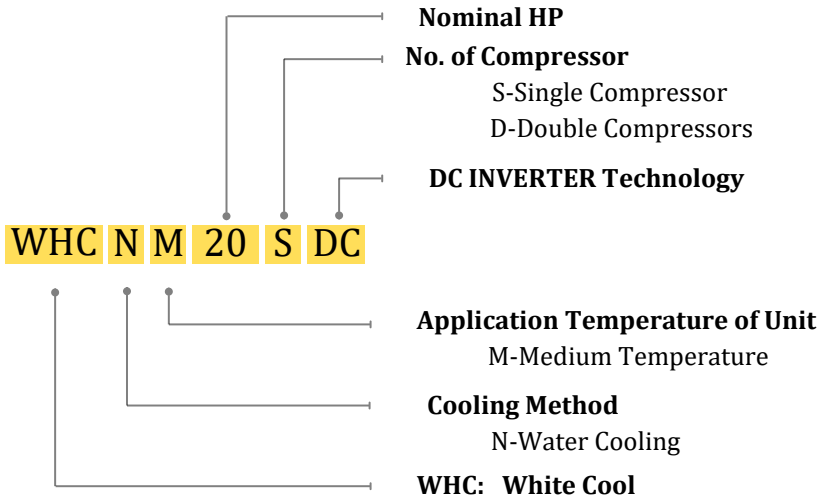 Nominal HP
No. of Compressor
S-Single Compressor
D-Double Compressors
DC INVERTER Technology
WHC N M 20 S DC
Application Temperature of Unit
M-Medium Temperature
Cooling Method
N-Water Cooling
WHC: White Cool